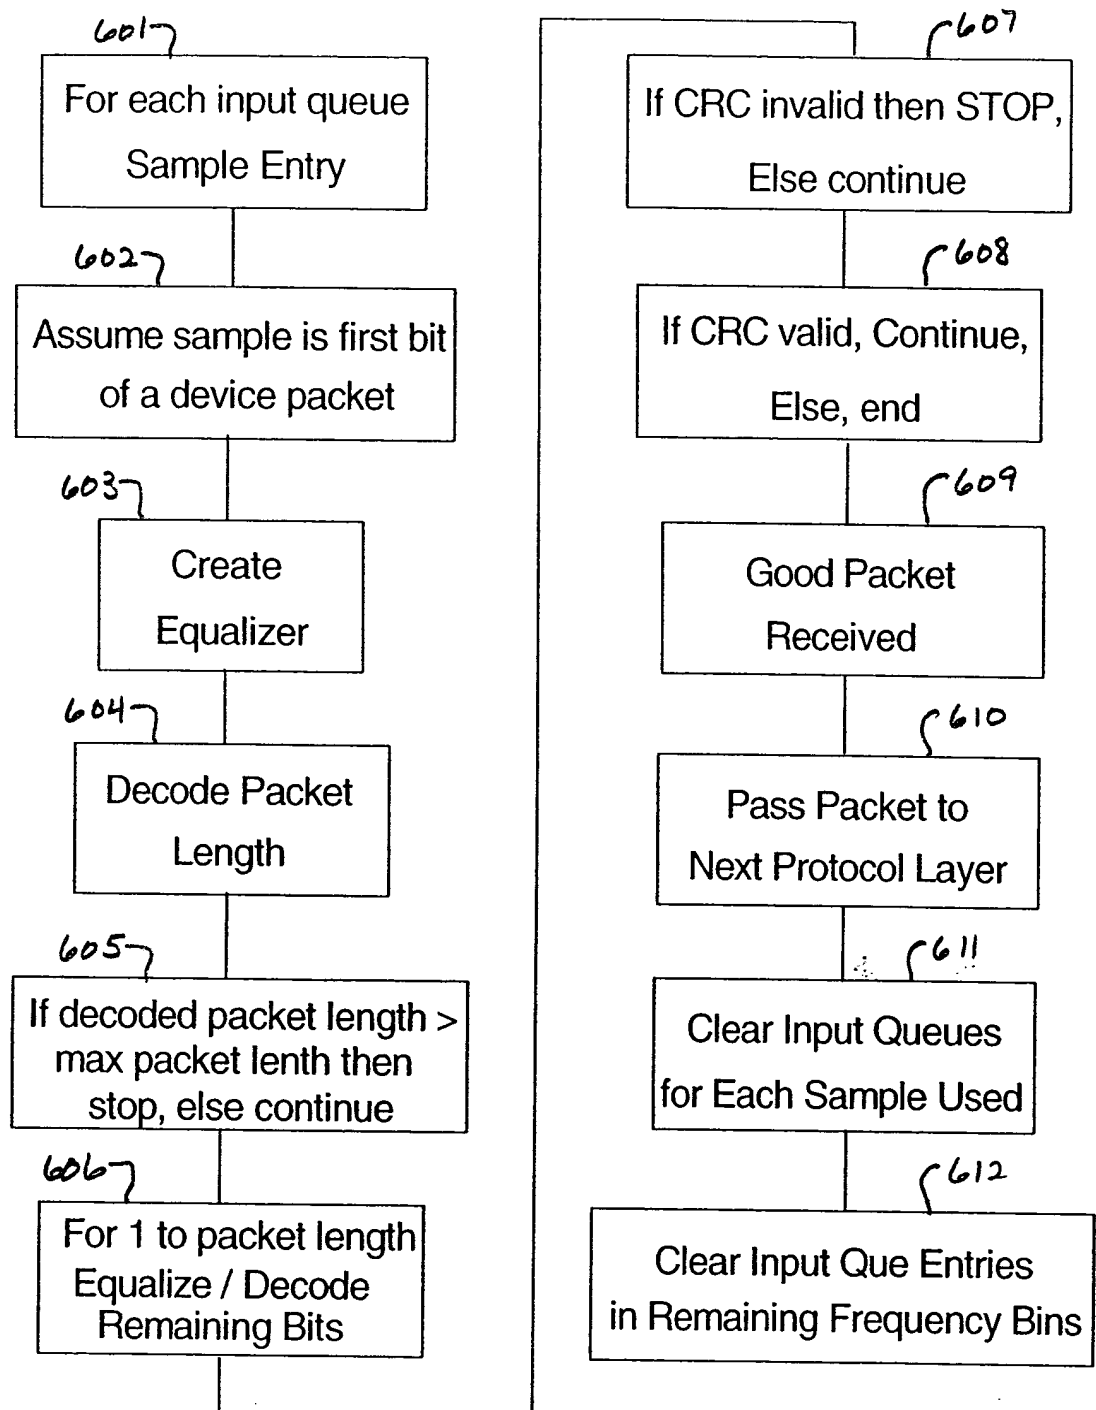 601
For each input queue
Sample Entry
602
Assume sample is first bit
of a device packet
603
Create
Equalizer
604
Decode Packet
Length
605
If decoded packet length >
max packet lenth then
stop, else continue
606
For 1 to packet length
Equalize / Decode
Remaining Bits
607
If CRC invalid then STOP,
Else continue
608
If CRC valid, Continue,
Else, end
609
Good Packet
Received
610
Pass Packet to
Next Protocol Layer
611
Clear Input Queues
for Each Sample Used
612
Clear Input Que Entries
in Remaining Frequency Bins